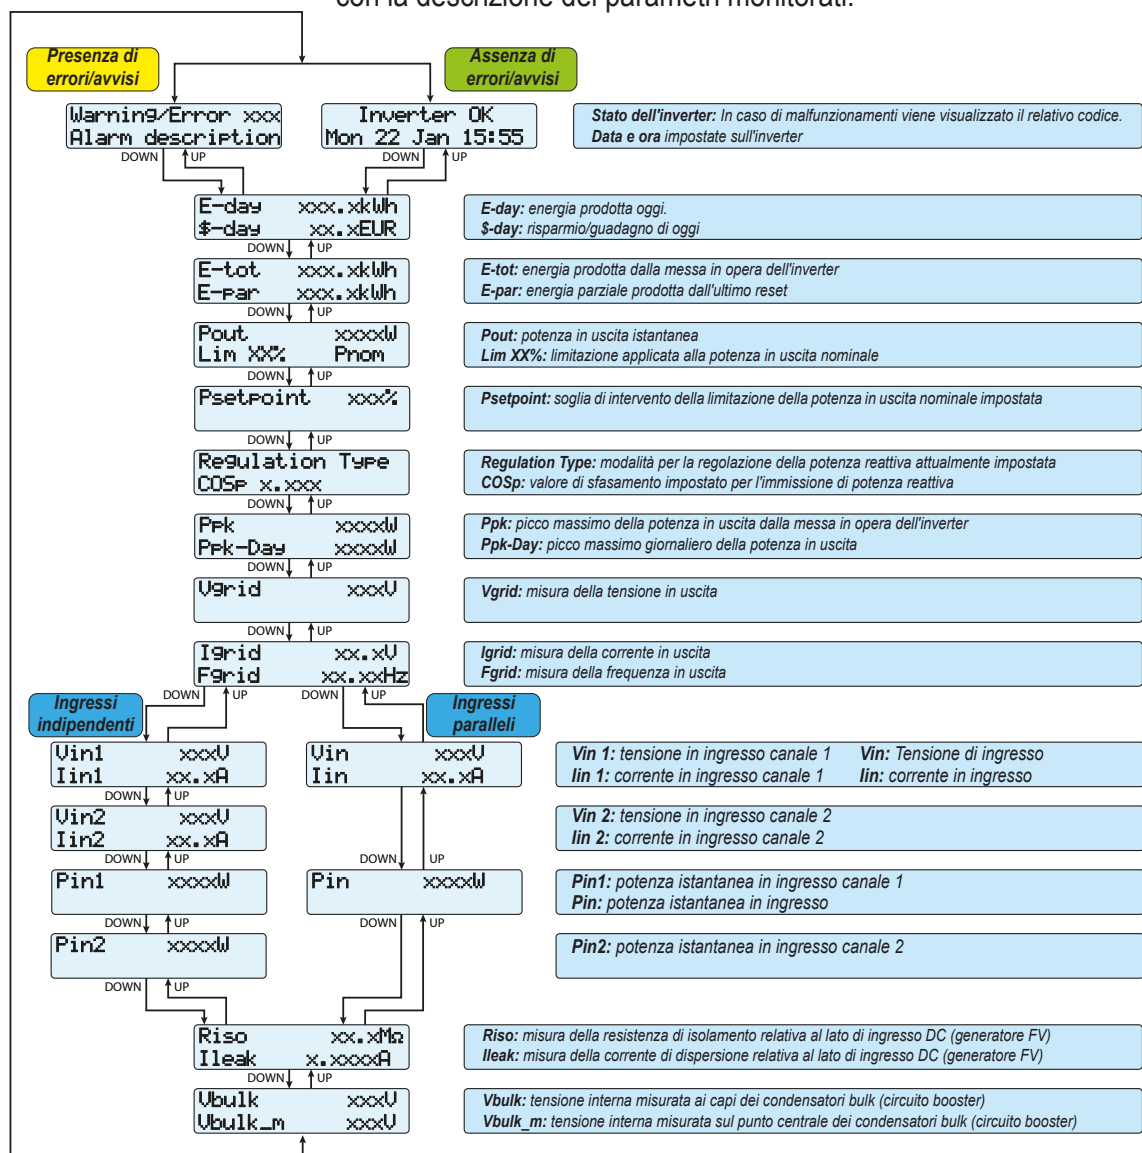 con la descrizione dei parametri monitorati.
Presenza di
errori/avvisi
Assenza di
errori/avvisi
Warning/Error xxx
Alarm description
Inverter OK
Mon 22 Jan 15:55
Stato dell'inverter: In caso di malfunzionamenti viene visualizzato il relativo codice.
Data e ora impostate sull'inverter
DOWN UP
DOWN UP
E-day xxx.xkWh
$-day xx.xEUR
E-day: energia prodotta oggi.
$-day: risparmio/guadagno di oggi
DOWN UP
E-tot xxx.xkWh
E-par xxx.xkWh
E-tot: energia prodotta dalla messa in opera dell'inverter
E-par: energia parziale prodotta dall'ultimo reset
DOWN UP
Pout xxxxW
Lim XX% Pnom
Pout: potenza in uscita istantanea
Lim XX%: limitazione applicata alla potenza in uscita nominale
DOWN UP
Psetpoint xxx%
Psetpoint: soglia di intervento della limitazione della potenza in uscita nominale impostata
DOWN UP
Regulation Type
COSp x.xxx
Regulation Type: modalità per la regolazione della potenza reattiva attualmente impostata
COSp: valore di sfasamento impostato per l'immissione di potenza reattiva
DOWN UP
Ppk xxxxW
Ppk-Day xxxxW
Ppk: picco massimo della potenza in uscita dalla messa in opera dell'inverter
Ppk-Day: picco massimo giornaliero della potenza in uscita
DOWN UP
Vgrid xxxV
Vgrid: misura della tensione in uscita
DOWN UP
Igrid xx.xV
Fgrid xx.xxHz
Igrid: misura della corrente in uscita
Fgrid: misura della frequenza in uscita
DOWN UP
DOWN UP
Ingressi
indipendenti
Ingressi
paralleli
Vin1 xxxV
Iin1 xx.xA
Vin xxxV
Iin xx.xA
Vin 1: tensione in ingresso canale 1 Vin: Tensione di ingresso
Iin 1: corrente in ingresso canale 1 Iin: corrente in ingresso
DOWN UP
Vin2 xxxV
Iin2 xx.xA
Vin 2: tensione in ingresso canale 2
Iin 2: corrente in ingresso canale 2
DOWN UP
DOWN UP
Pin1 xxxxW
Pin xxxxW
Pin1: potenza istantanea in ingresso canale 1
Pin: potenza istantanea in ingresso
DOWN UP
DOWN UP
Pin2 xxxxW
Pin2: potenza istantanea in ingresso canale 2
DOWN UP
Riso xx.xMΩ
Ileak x.xxxxA
Riso: misura della resistenza di isolamento relativa al lato di ingresso DC (generatore FV)
Ileak: misura della corrente di dispersione relativa al lato di ingresso DC (generatore FV)
DOWN UP
Vbulk xxxV
Vbulk_m xxxV
Vbulk: tensione interna misurata ai capi dei condensatori bulk (circuito booster)
Vbulk_m: tensione interna misurata sul punto centrale dei condensatori bulk (circuito booster)